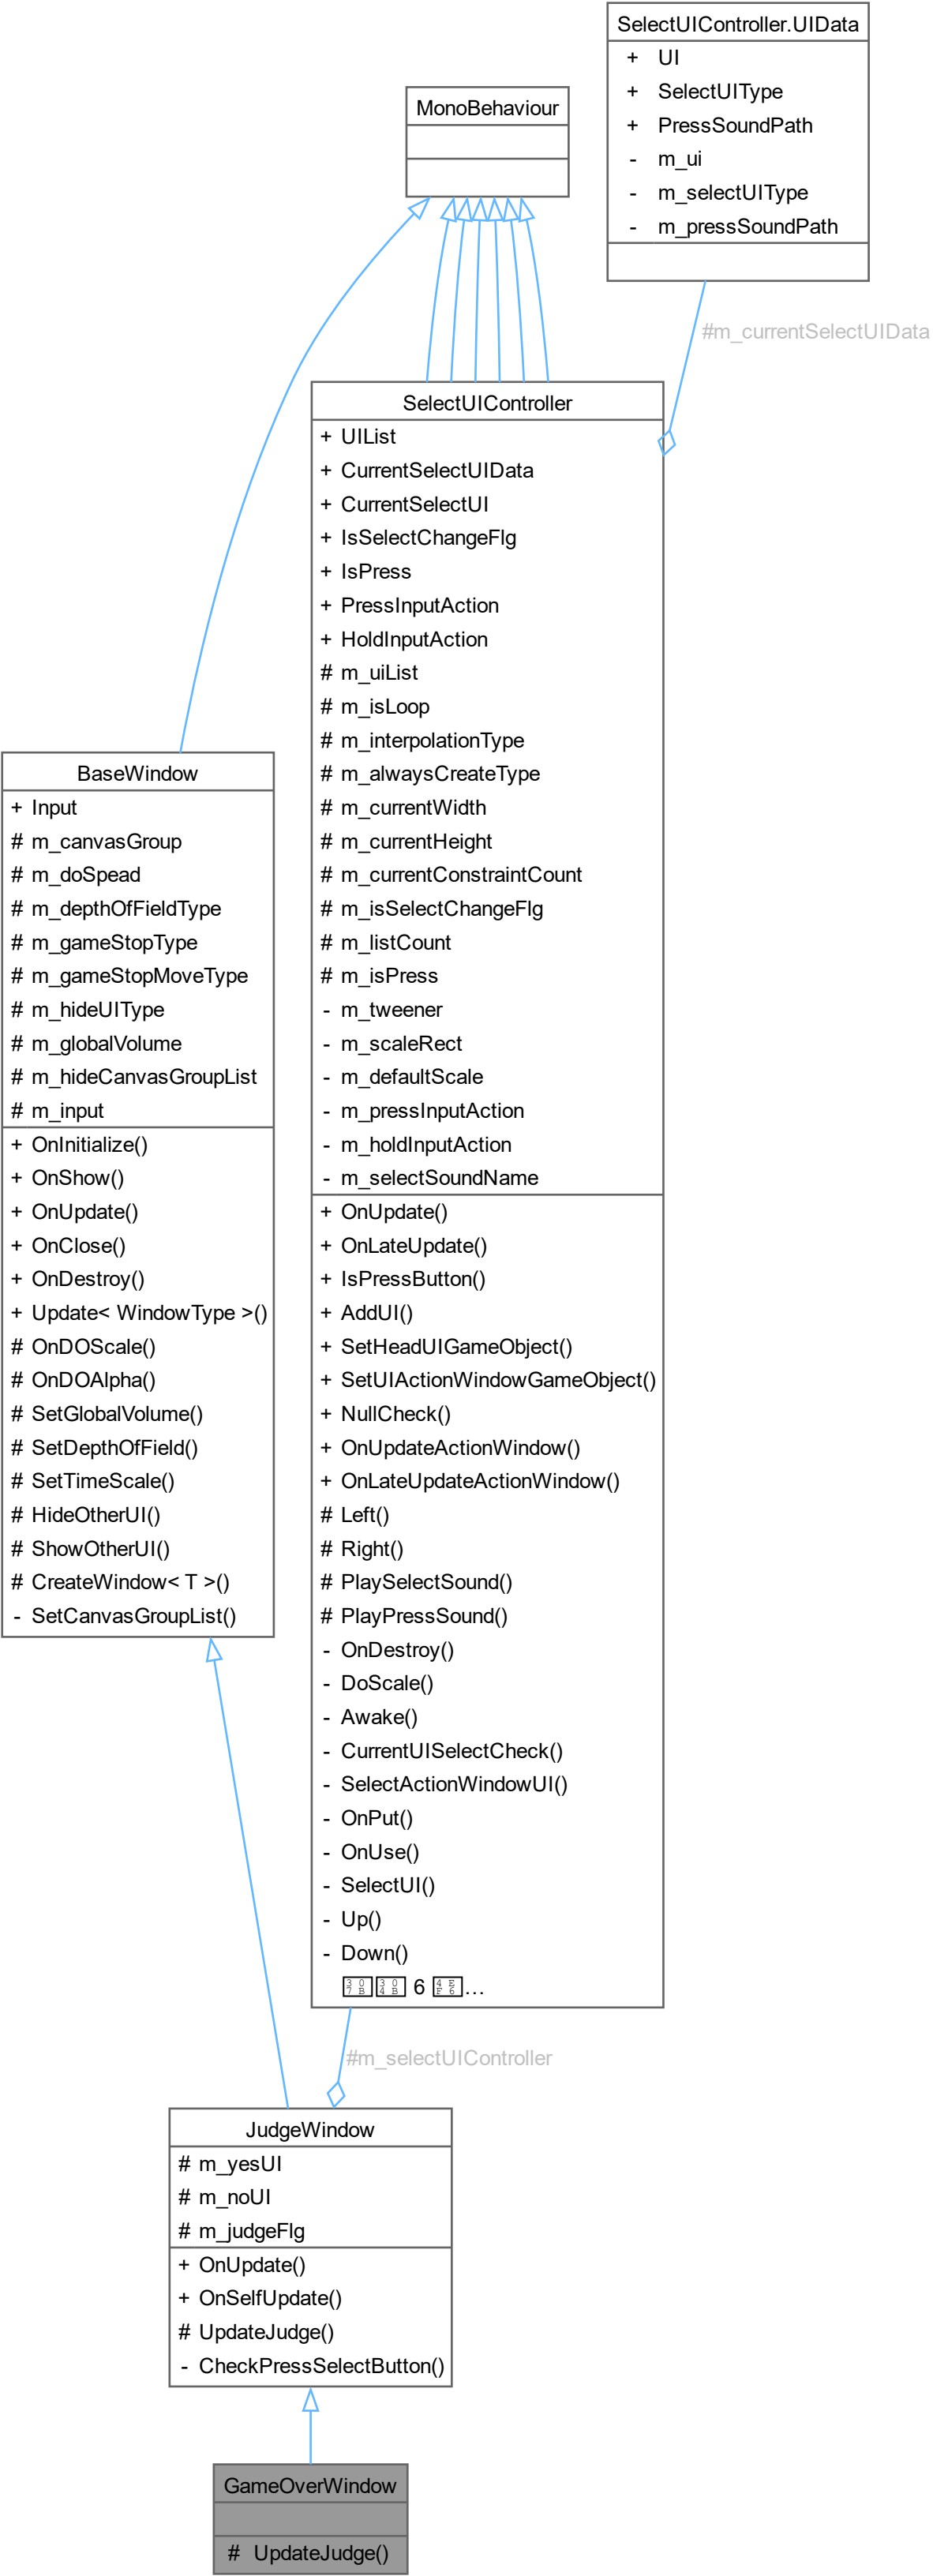 SelectUIController.UIData
+ UI
+ SelectUIType
+ PressSoundPath
- m_ui
- m_selectUIType
- m_pressSoundPath
MonoBehaviour
#m_currentSelectUIData
SelectUIController
+ UIList
+ CurrentSelectUIData
+ CurrentSelectUI
+ IsSelectChangeFlg
+ IsPress
+ PressInputAction
+ HoldInputAction
# m_uiList
# m_isLoop
# m_interpolationType
# m_alwaysCreateType
# m_currentWidth
# m_currentHeight
# m_currentConstraintCount
# m_isSelectChangeFlg
# m_listCount
# m_isPress
- m_tweener
- m_scaleRect
- m_defaultScale
- m_pressInputAction
- m_holdInputAction
- m_selectSoundName
+ OnUpdate()
+ OnLateUpdate()
+ IsPressButton()
+ AddUI()
+ SetHeadUIGameObject()
+ SetUIActionWindowGameObject()
+ NullCheck()
+ OnUpdateActionWindow()
+ OnLateUpdateActionWindow()
# Left()
# Right()
# PlaySelectSound()
# PlayPressSound()
- OnDestroy()
- DoScale()
- Awake()
- CurrentUISelectCheck()
- SelectActionWindowUI()
- OnPut()
- OnUse()
- SelectUI()
- Up()
- Down()
6 ...
BaseWindow
+ Input
# m_canvasGroup
# m_doSpead
# m_depthOfFieldType
# m_gameStopType
# m_gameStopMoveType
# m_hideUIType
# m_globalVolume
# m_hideCanvasGroupList
# m_input
+ OnInitialize()
+ OnShow()
+ OnUpdate()
+ OnClose()
+ OnDestroy()
+ Update< WindowType >()
# OnDOScale()
# OnDOAlpha()
# SetGlobalVolume()
# SetDepthOfField()
# SetTimeScale()
# HideOtherUI()
# ShowOtherUI()
# CreateWindow< T >()
- SetCanvasGroupList()
#m_selectUIController
JudgeWindow
# m_yesUI
# m_noUI
# m_judgeFlg
+ OnUpdate()
+ OnSelfUpdate()
# UpdateJudge()
- CheckPressSelectButton()
GameOverWindow
# UpdateJudge()